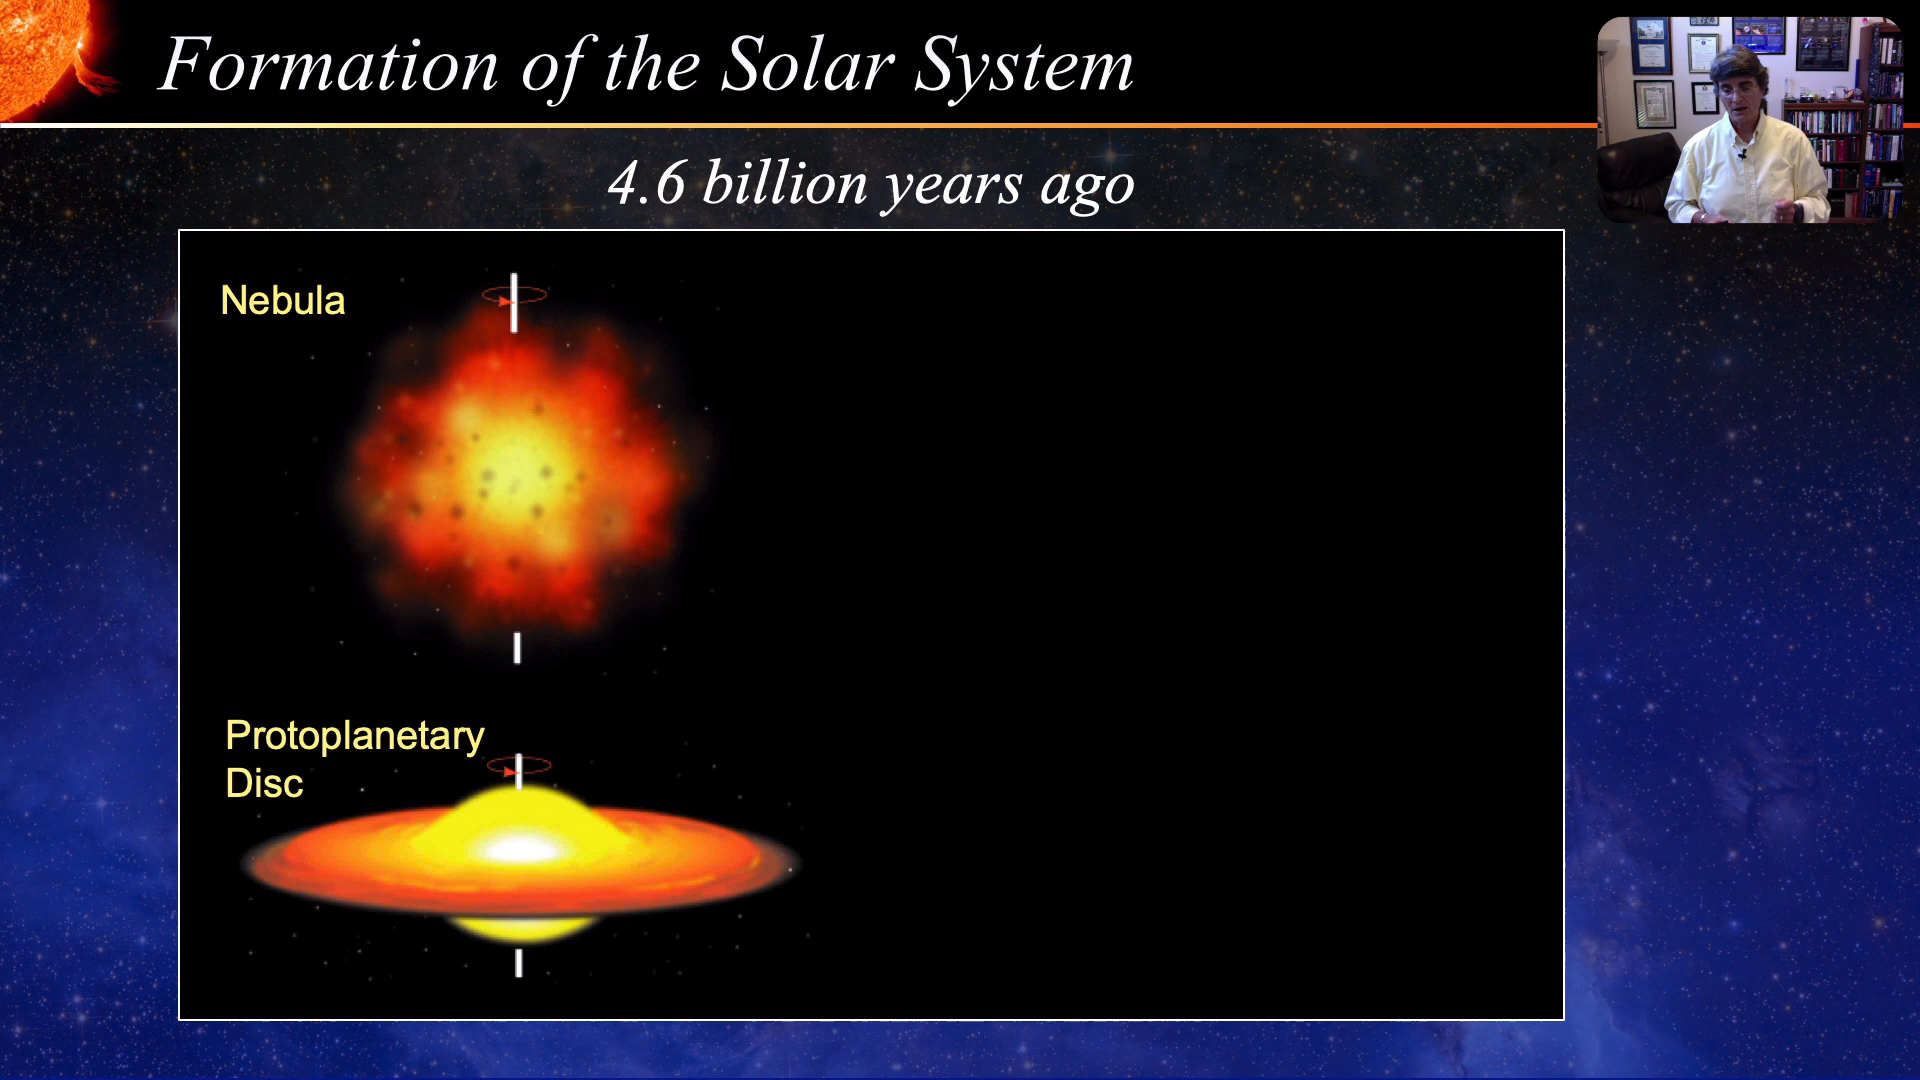 Formation of the Solar System
4.6 billion years ago
Nebula
Protoplanetary
Disc